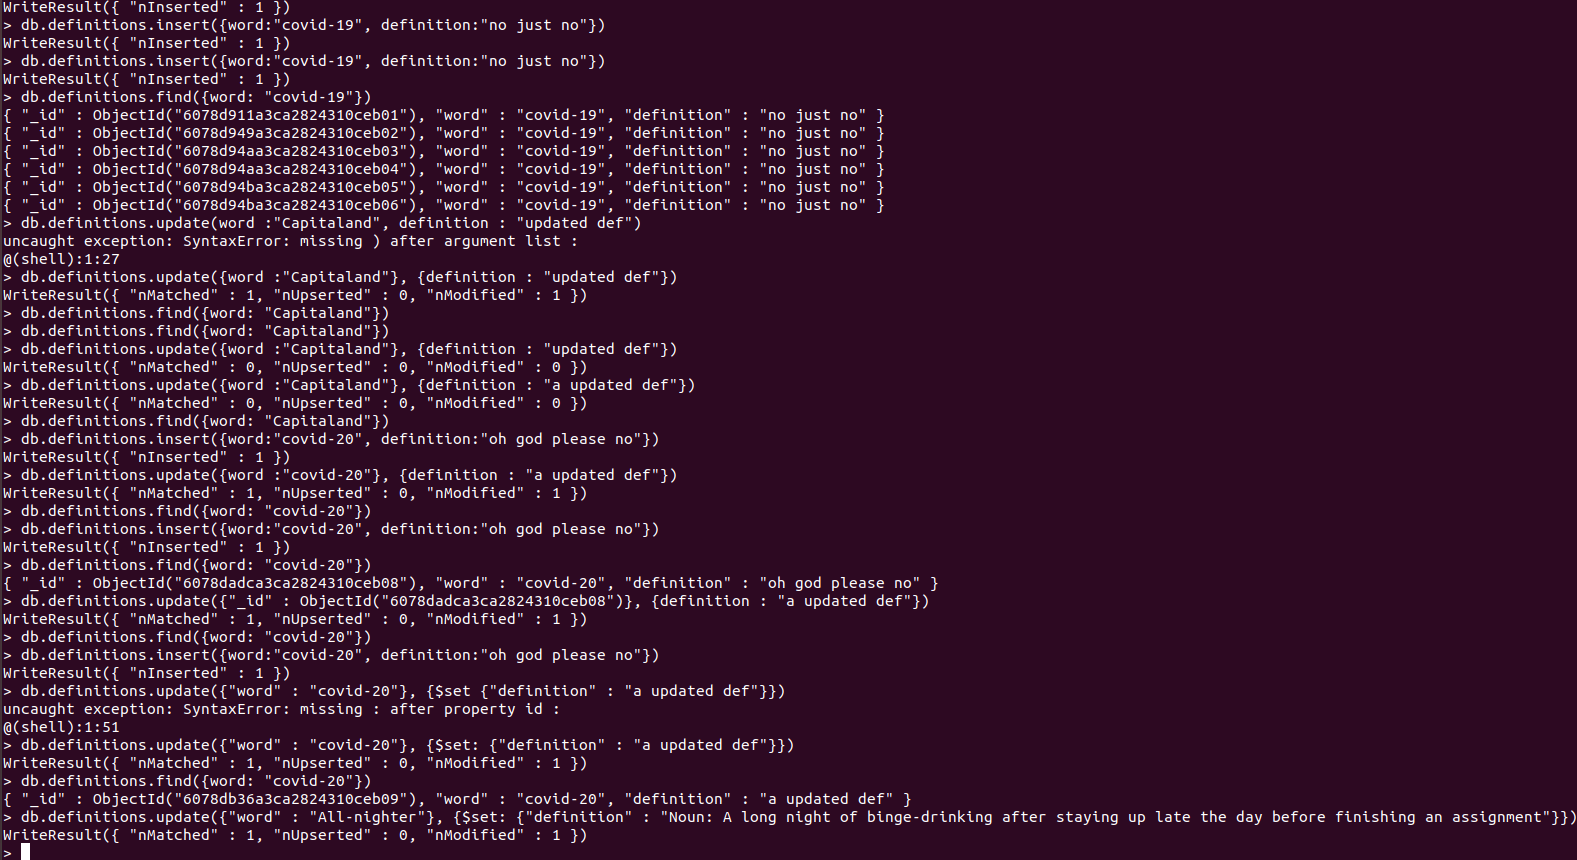 WriteResult({ "nInserted" : 1 })
> db.definitions.insert({word:"covid-19", definition:"no just no"})
WriteResult({ "nInserted" : 1 })
> db.definitions.insert({word:"covid-19", definition:"no just no"})
WriteResult({ "nInserted" : 1 })
> db.definitions.find({word: "covid-19"})
{ "_id" : ObjectId("6078d911a3ca2824310ceb01"), "word" : "covid-19", "definition" : "no just no" }
{ "_id" : ObjectId("6078d949a3ca2824310ceb02"), "word" : "covid-19", "definition" : "no just no" }
{ "_id" : ObjectId("6078d94aa3ca2824310ceb03"), "word" : "covid-19", "definition" : "no just no" }
{ "_id" : ObjectId("6078d94aa3ca2824310ceb04"), "word" : "covid-19", "definition" : "no just no" }
{ "_id" : ObjectId("6078d94ba3ca2824310ceb05"), "word" : "covid-19", "definition" : "no just no" }
{ "_id" : ObjectId("6078d94ba3ca2824310ceb06"), "word" : "covid-19", "definition" : "no just no" }
> db.definitions.update(word :"Capitaland", definition : "updated def")
uncaught exception: SyntaxError: missing ) after argument list :
@(shell):1:27
> db.definitions.update({word :"Capitaland"}, {definition : "updated def"})
WriteResult({ "nMatched" : 1, "nUpserted" : 0, "nModified" : 1 })
> db.definitions.find({word: "Capitaland"})
> db.definitions.find({word: "Capitaland"})
> db.definitions.update({word :"Capitaland"}, {definition : "updated def"})
WriteResult({ "nMatched" : 0, "nUpserted" : 0, "nModified" : 0 })
> db.definitions.update({word :"Capitaland"}, {definition : "a updated def"})
WriteResult({ "nMatched" : 0, "nUpserted" : 0, "nModified" : 0 })
> db.definitions.find({word: "Capitaland"})
> db.definitions.insert({word:"covid-20", definition:"oh god please no"})
WriteResult({ "nInserted" : 1 })
> db.definitions.update({word :"covid-20"}, {definition : "a updated def"})
WriteResult({ "nMatched" : 1, "nUpserted" : 0, "nModified" : 1 })
> db.definitions.find({word: "covid-20"})
> db.definitions.insert({word:"covid-20", definition:"oh god please no"})
WriteResult({ "nInserted" : 1 })
> db.definitions.find({word: "covid-20"})
{ "_id" : ObjectId("6078dadca3ca2824310ceb08"), "word" : "covid-20", "definition" : "oh god please no" }
> db.definitions.update({"_id" : ObjectId("6078dadca3ca2824310ceb08")}, {definition : "a updated def"})
WriteResult({ "nMatched" : 1, "nUpserted" : 0, "nModified" : 1 })
> db.definitions.find({word: "covid-20"})
> db.definitions.insert({word:"covid-20", definition:"oh god please no"})
WriteResult({ "nInserted" : 1 })
> db.definitions.update({"word" : "covid-20"}, {$set {"definition" : "a updated def"}})
uncaught exception: SyntaxError: missing : after property id :
@(shell):1:51
> db.definitions.update({"word" : "covid-20"}, {$set: {"definition" : "a updated def"}})
WriteResult({ "nMatched" : 1, "nUpserted" : 0, "nModified" : 1 })
> db.definitions.find({word: "covid-20"})
{ "_id" : ObjectId("6078db36a3ca2824310ceb09"), "word" : "covid-20", "definition" : "a updated def" }
> db.definitions.update({"word" : "All-nighter"}, {$set: {"definition" : "Noun: A long night of binge-drinking after staying up late the day before finishing an assignment"}})
WriteResult({ "nMatched" : 1, "nUpserted" : 0, "nModified" : 1 })
>